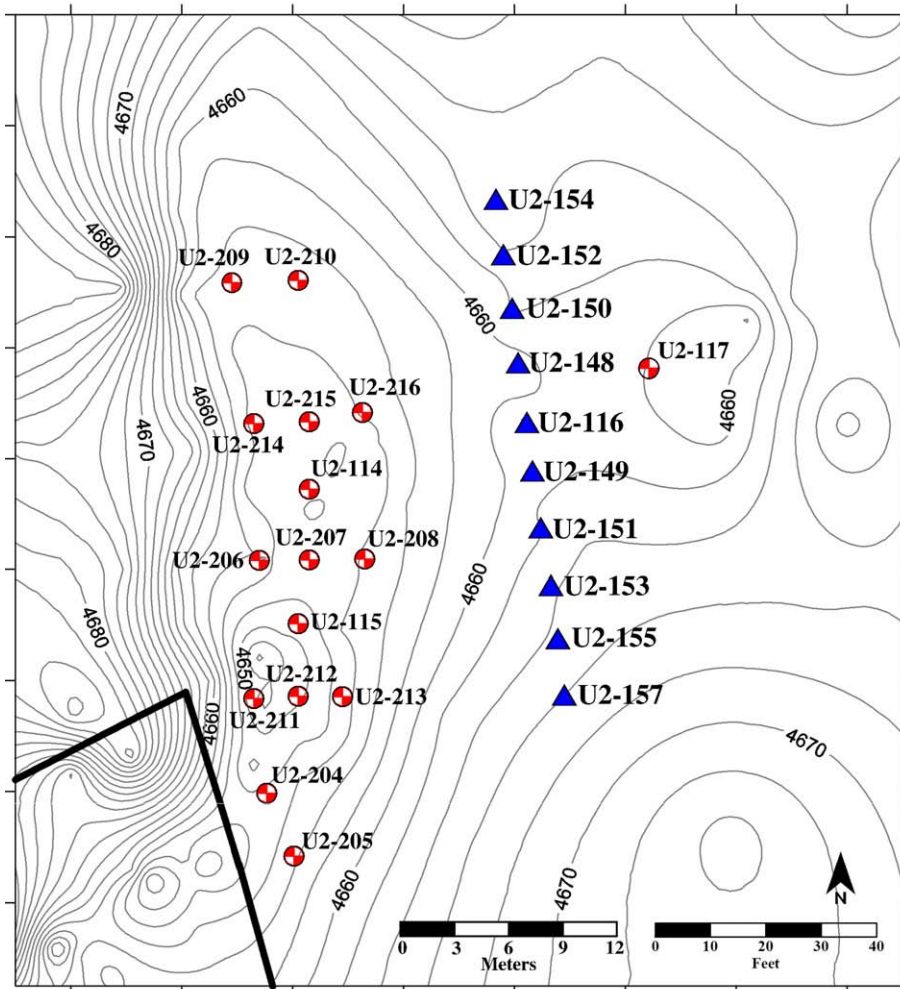 4670
4660
U2-154
4680
U2-209 U2-210
U2-152
4660
U2-150
U2-117
U2-148
4660
U2-215
U2-216
4660
U2-214
U2-116
4670
U2-114
U2-149
U2-151
U2-206
U2-207
U2-208
4660
U2-153
U2-115
4680
U2-155
4650
U2-212
U2-213
U2-157
U2-211
4660
4670
U2-204
U2-205
4660
4670
N
0 3 6 9 12
Meters
0 10 20 30 40
Feet